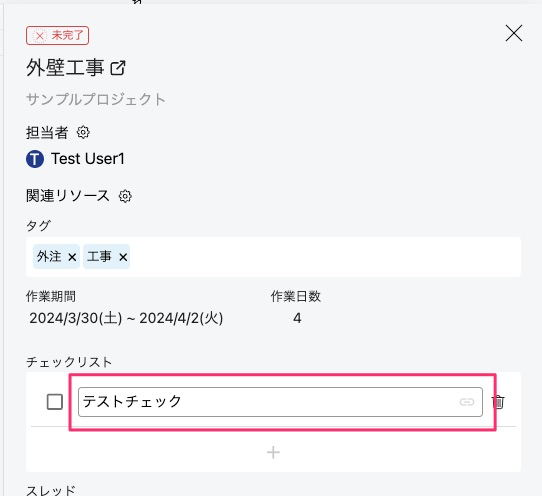 未完了
外壁工事
サンプルプロジェクト
担当者
T Test User1
関連リソース
タグ
外注 × 工事 ×
作業期間 作業日数
2024/3/30(土) ~ 2024/4/2(火) 4
チェックリスト
テストチェック
+
スレッド